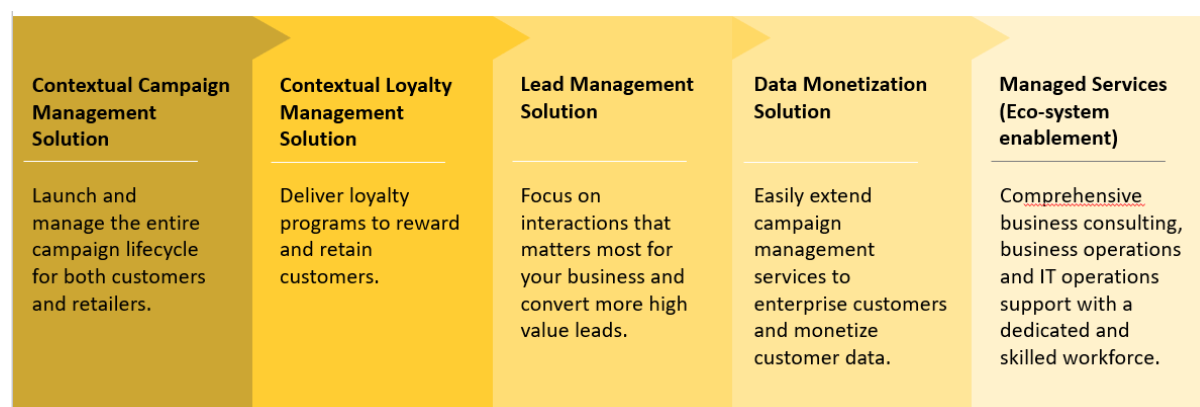 Contextual Campaign
Management
Solution
Launch and
manage the entire
campaign lifecycle
for both customers
and retailers.
Contextual Loyalty
Management
Solution
Deliver loyalty
programs to reward
and retain
customers.
Lead Management
Solution
Focus on
interactions that
matters most for
your business and
convert more high
value leads.
Data Monetization
Solution
Easily extend
campaign
management
services to
enterprise customers
and monetize
customer data.
Managed Services
(Eco-system
enablement)
Comprehensive
business consulting,
business operations
and IT operations
support with a
dedicated and
skilled workforce.